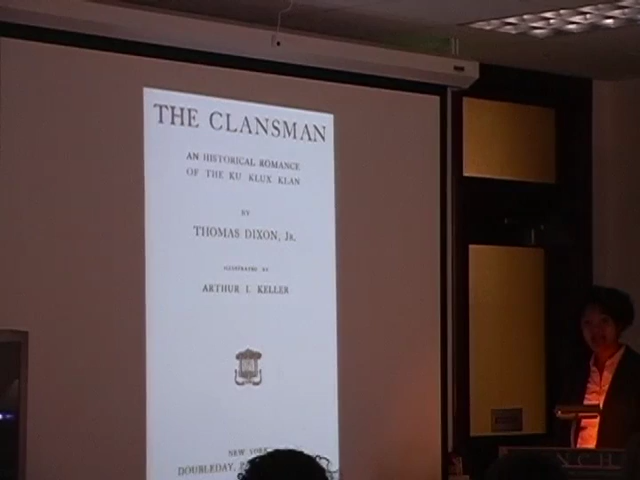 THE CLANSMAN
AN HISTORICAL ROMANCE
OF THE KU KLUX KLAN
BY
THOMAS DIXON, JR.
ILLUSTRATED BY
ARTHUR I. KELLER
NEW YORK
DOUBLEDAY,